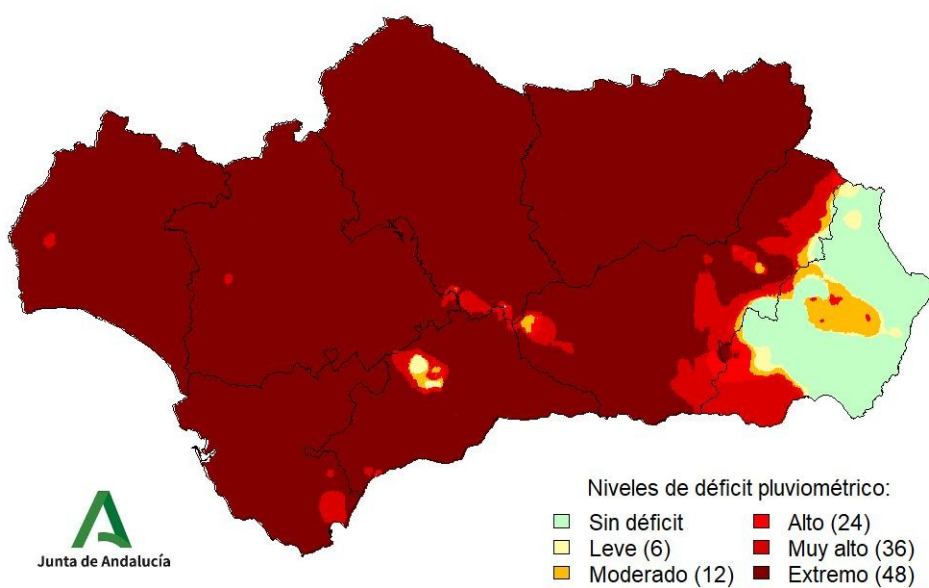 Niveles de déficit pluviométrico:
Sin déficit
Leve (6)
Moderado (12)
Alto (24)
Muy alto (36)
Extremo (48)
Junta de Andalucía